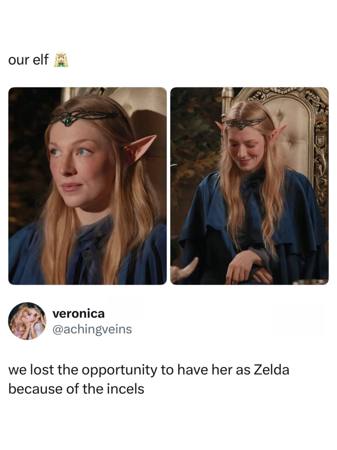 our elf 🧝🏼‍♀️
veronica
@achingveins
we lost the opportunity to have her as Zelda
because of the incels